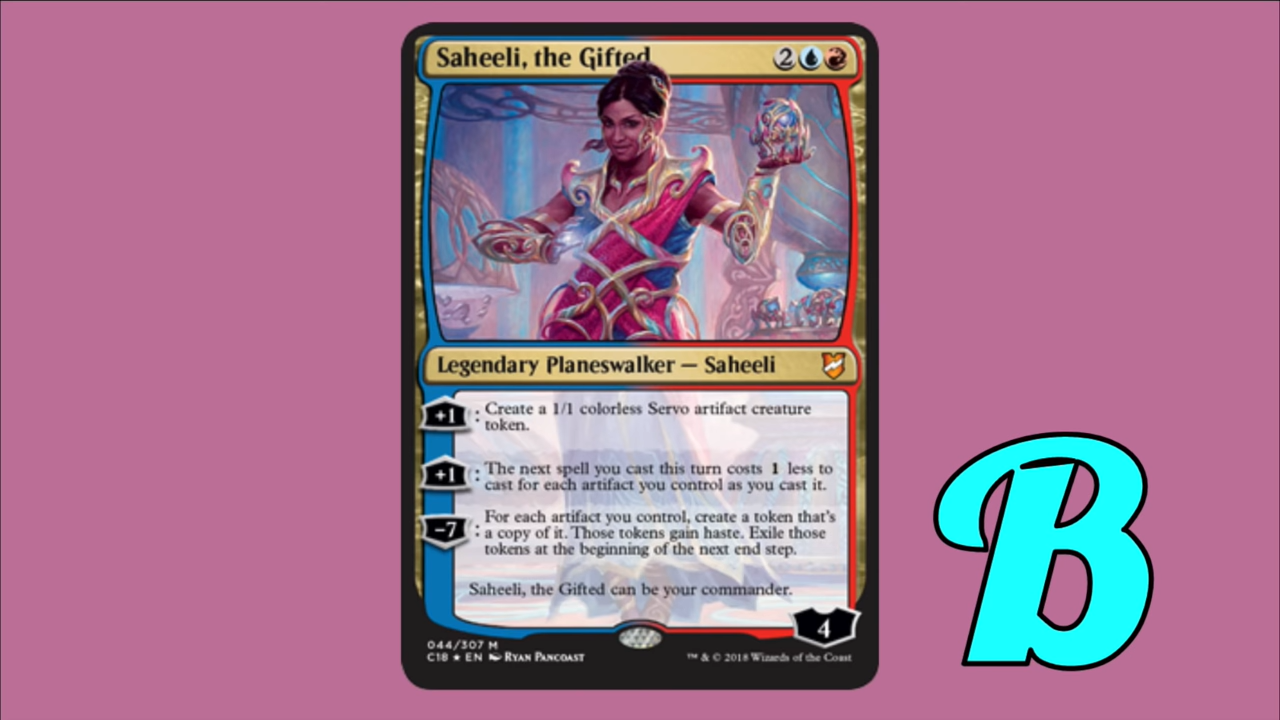 Saheeli, the Gifted 2
Legendary Planeswalker — Saheeli
+1 : Create a 1/1 colorless Servo artifact creature
token.
+1 : The next spell you cast this turn costs 1 less to
cast for each artifact you control as you cast it.
For each artifact you control, create a token that's
-7 : a copy of it. Those tokens gain haste. Exile those
tokens at the beginning of the next end step.
Saheeli, the Gifted can be your commander.
4
044/307 M
C18 ★ EN Ryan Pancoast ™ & © 2018 Wizards of the Coast
B